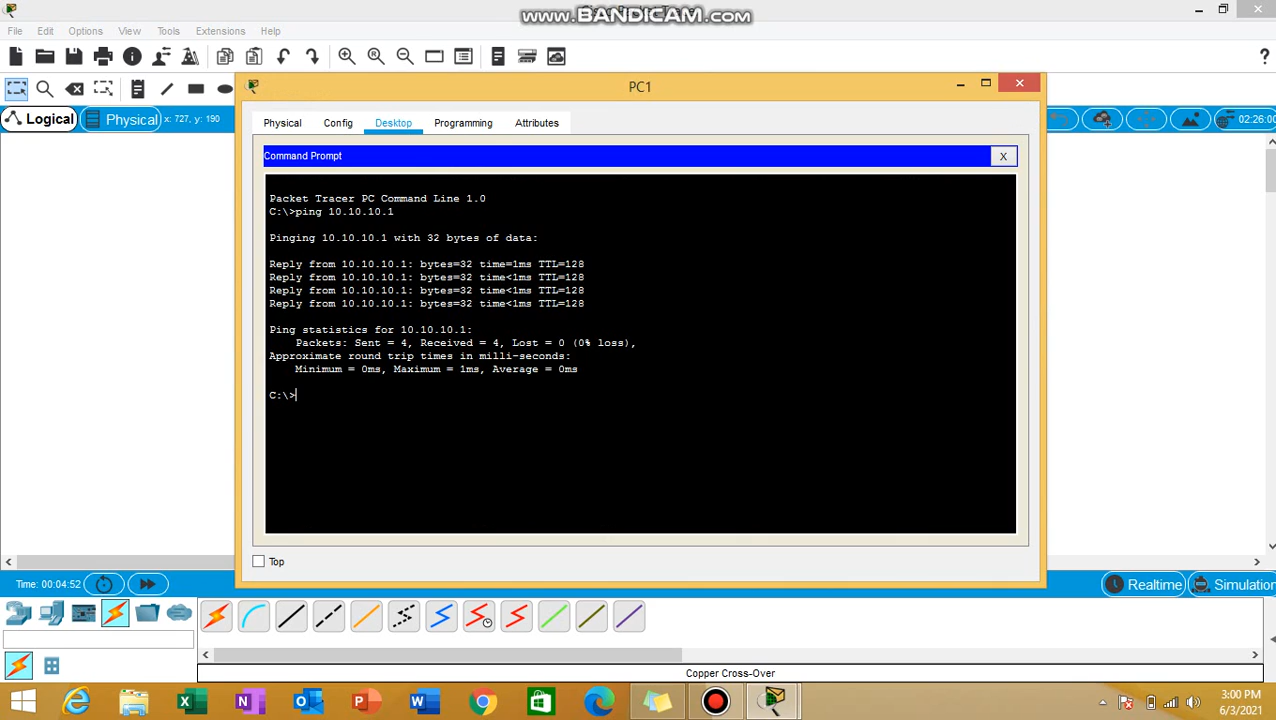 www.BANDICAM.com
File Edit Options View Tools Extensions Help
PC1
Logical Physical x: 727, y: 190 02:26:00
Physical Config Desktop Programming Attributes
Command Prompt X
Packet Tracer PC Command Line 1.0
C:\>ping 10.10.10.1
Pinging 10.10.10.1 with 32 bytes of data:
Reply from 10.10.10.1: bytes=32 time=1ms TTL=128
Reply from 10.10.10.1: bytes=32 time<1ms TTL=128
Reply from 10.10.10.1: bytes=32 time<1ms TTL=128
Reply from 10.10.10.1: bytes=32 time<1ms TTL=128
Ping statistics for 10.10.10.1:
Packets: Sent = 4, Received = 4, Lost = 0 (0% loss),
Approximate round trip times in milli-seconds:
Minimum = 0ms, Maximum = 1ms, Average = 0ms
C:\>
Top
Time: 00:04:52 Realtime Simulation
Copper Cross-Over
3:00 PM
6/3/2021